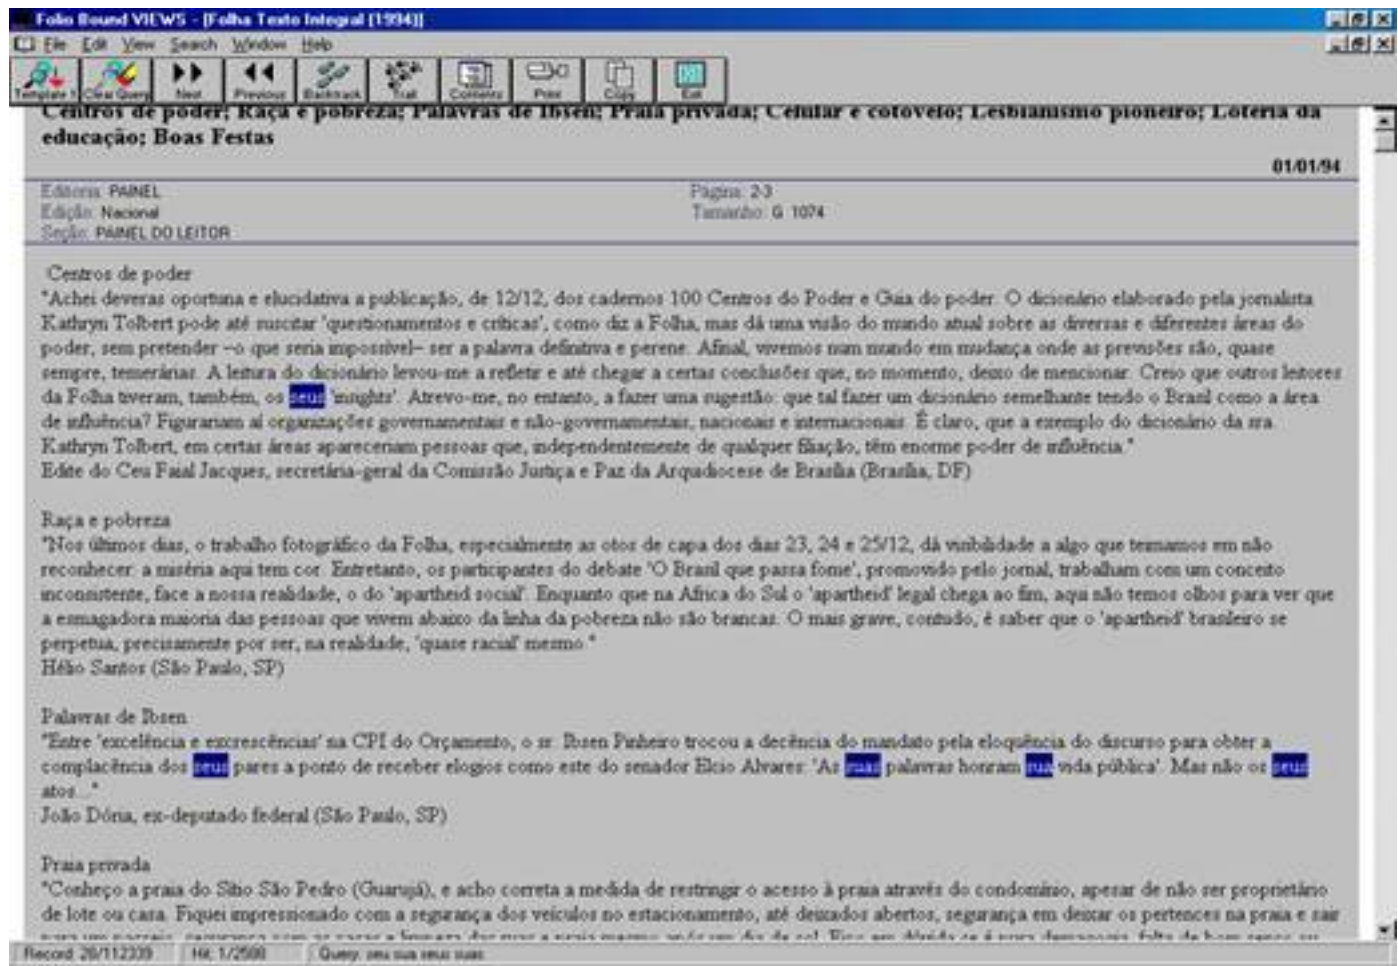 Folio Bound VIEWS - [Folha Texto Integral (1994)]
File Edit View Search Window Help
Template 1 Clear Query Next Previous Backtrack Trail Contents Print Copy Exit
Centros de poder; Raça e pobreza; Palavras de Ibsen; Praia privada; Celular e cotovelo; Lesbianismo pioneiro; Loteria da
educação; Boas Festas
01/01/94
Editoria: PAINEL Página: 2-3
Edição: Nacional Tamanho: G 1074
Seção: PAINEL DO LEITOR
Centros de poder
"Achei deveras oportuna e elucidativa a publicação, de 12/12, dos cadernos 100 Centros do Poder e Guia do poder. O dicionário elaborado pela jornalista
Kathryn Tolbert pode até suscitar 'questionamentos e críticas', como diz a Folha, mas dá uma visão do mundo atual sobre as diversas e diferentes áreas do
poder, sem pretender –o que seria impossível– ser a palavra definitiva e perene. Afinal, vivemos num mundo em mudança onde as previsões são, quase
sempre, temerárias. A leitura do dicionário levou-me a refletir e até chegar a certas conclusões que, no momento, deixo de mencionar. Creio que outros leitores
da Folha tiveram, também, os seus 'insights'. Atrevo-me, no entanto, a fazer uma sugestão: que tal fazer um dicionário semelhante tendo o Brasil como a área
de influência? Figurariam aí organizações governamentais e não-governamentais, nacionais e internacionais. É claro, que a exemplo do dicionário da sra.
Kathryn Tolbert, em certas áreas apareceriam pessoas que, independentemente de qualquer filiação, têm enorme poder de influência."
Edite do Ceu Faial Jacques, secretária-geral da Comissão Justiça e Paz da Arquidiocese de Brasília (Brasília, DF)
Raça e pobreza
"Nos últimos dias, o trabalho fotográfico da Folha, especialmente as otos de capa dos dias 23, 24 e 25/12, dá visibilidade a algo que teimamos em não
reconhecer: a miséria aqui tem cor. Entretanto, os participantes do debate 'O Brasil que passa fome', promovido pelo jornal, trabalham com um conceito
inconsistente, face a nossa realidade, o do 'apartheid social'. Enquanto que na Africa do Sul o 'apartheid' legal chega ao fim, aqui não temos olhos para ver que
a esmagadora maioria das pessoas que vivem abaixo da linha da pobreza não são brancas. O mais grave, contudo, é saber que o 'apartheid' brasileiro se
perpetua, precisamente por ser, na realidade, 'quase racial' mesmo."
Hélio Santos (São Paulo, SP)
Palavras de Ibsen
"Entre 'excelência e excrescências' na CPI do Orçamento, o sr. Ibsen Pinheiro trocou a decência do mandato pela eloquência do discurso para obter a
complacência dos seus pares a ponto de receber elogios como este do senador Elcio Alvares: 'As suas palavras honram sua vida pública'. Mas não os seus
atos..."
João Dória, ex-deputado federal (São Paulo, SP)
Praia privada
"Conheço a praia do Sítio São Pedro (Guarujá), e acho correta a medida de restringir o acesso à praia através do condomínio, apesar de não ser proprietário
de lote ou casa. Fiquei impressionado com a segurança dos veículos no estacionamento, até deixados abertos, segurança em deixar os pertences na praia e sair
Record: 28/112339 Hit: 1/2598 Query: seu sua seus suas